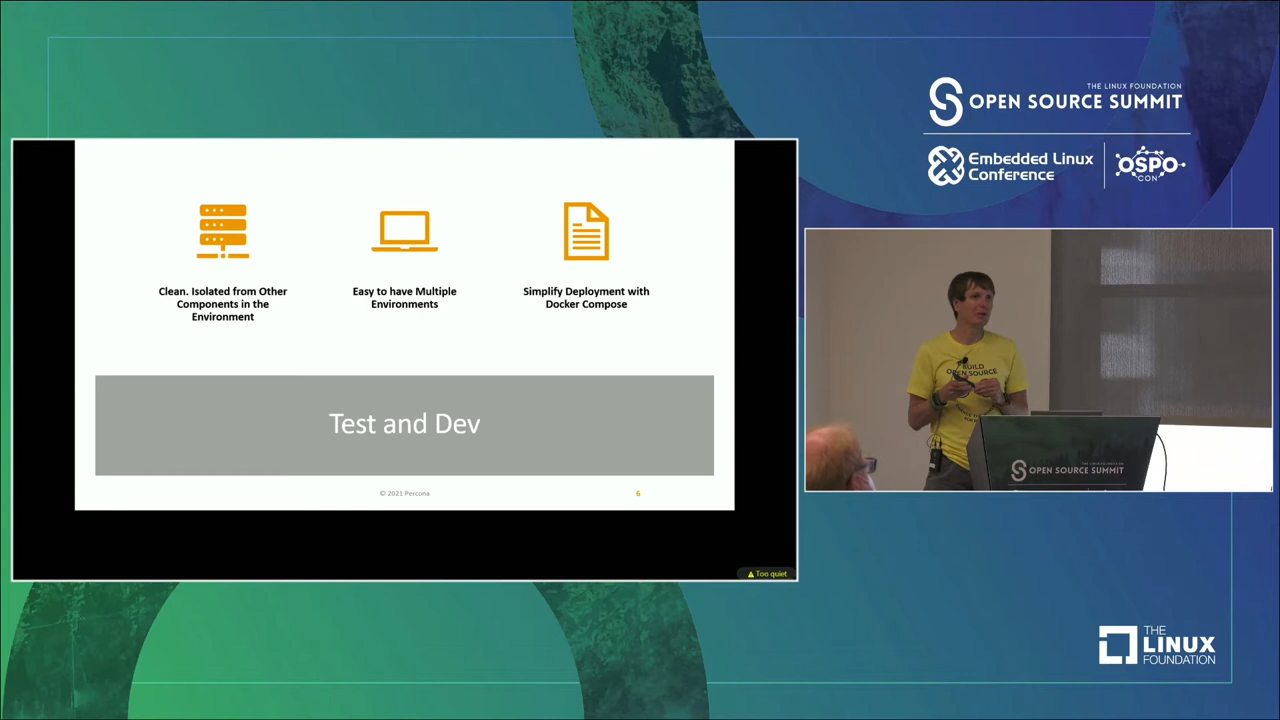 THE LINUX FOUNDATION
OPEN SOURCE SUMMIT
Embedded Linux
Conference
OSPO
CON
Clean. Isolated from Other
Components in the
Environment
Easy to have Multiple
Environments
Simplify Deployment with
Docker Compose
Test and Dev
© 2021 Percona
6
Too quiet
BUILD
OPEN SOURCE.
OPEN SOURCE SUMMIT
THE
LINUX
FOUNDATION